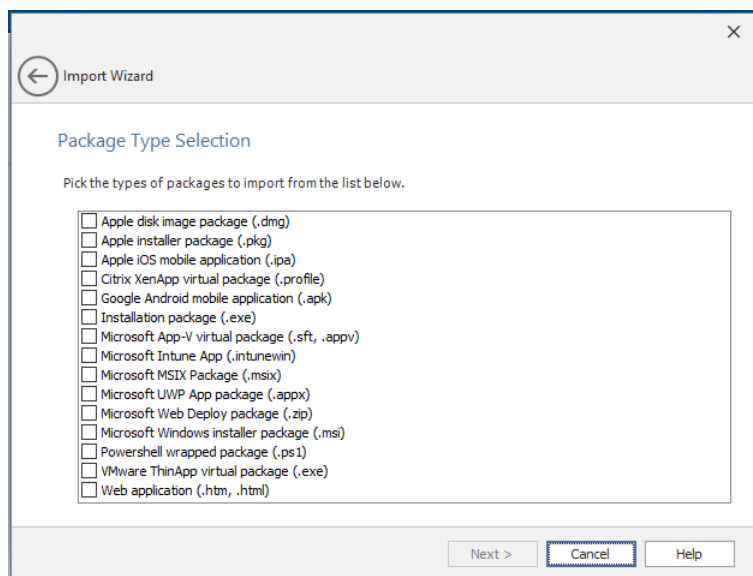 Import Wizard
Package Type Selection
Pick the types of packages to import from the list below.
Apple disk image package (.dmg)
Apple installer package (.pkg)
Apple iOS mobile application (.ipa)
Citrix XenApp virtual package (.profile)
Google Android mobile application (.apk)
Installation package (.exe)
Microsoft App-V virtual package (.sft, .appv)
Microsoft Intune App (.intunewin)
Microsoft MSIX Package (.msix)
Microsoft UWP App package (.appx)
Microsoft Web Deploy package (.zip)
Microsoft Windows installer package (.msi)
Powershell wrapped package (.ps1)
VMware ThinApp virtual package (.exe)
Web application (.htm, .html)
Next > Cancel Help